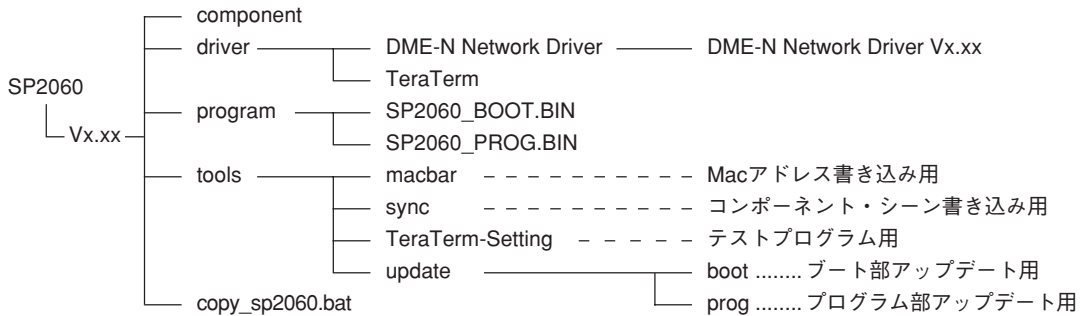 component
driver DME-N Network Driver DME-N Network Driver Vx.xx
TeraTerm
SP2060
program SP2060_BOOT.BIN
Vx.xx
SP2060_PROG.BIN
tools macbar Macアドレス書き込み用
sync コンポーネント・シーン書き込み用
TeraTerm-Setting テストプログラム用
update boot ........ ブート部アップデート用
copy_sp2060.bat prog ........ プログラム部アップデート用